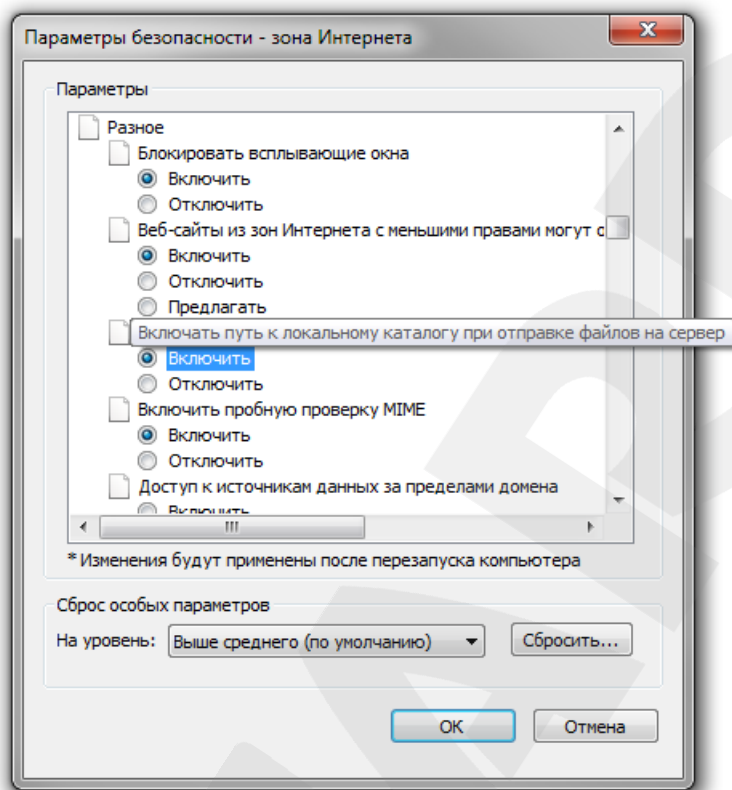 Параметры безопасности - зона Интернета
Параметры
Разное
Блокировать всплывающие окна
Включить
Отключить
Веб-сайты из зон Интернета с меньшими правами могут
Включить
Отключить
Предлагать
Включать путь к локальному каталогу при отправке файлов на сервер
Включить
Отключить
Включить пробную проверку MIME
Включить
Отключить
Доступ к источникам данных за пределами домена
Включить
* Изменения будут применены после перезапуска компьютера
Сброс особых параметров
На уровень: Выше среднего (по умолчанию) Сбросить...
ОК Отмена